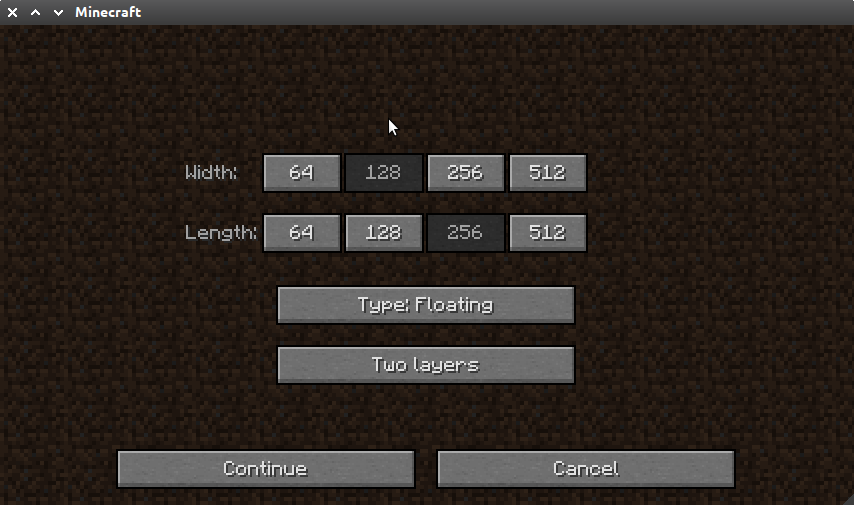 Minecraft
Width: 64 128 256 512
Length: 64 128 256 512
Type: Floating
Two layers
Continue Cancel